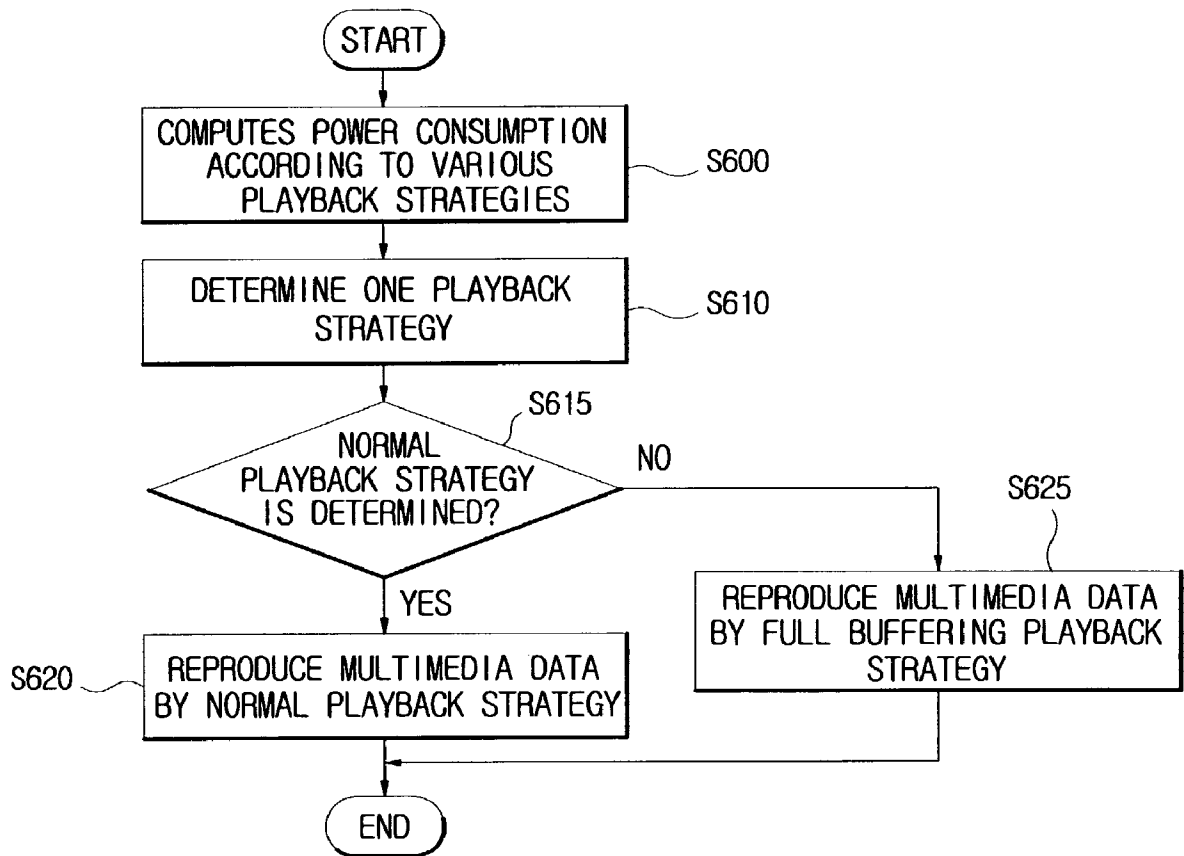 START
COMPUTES POWER CONSUMPTION
ACCORDING TO VARIOUS
PLAYBACK STRATEGIES
S600
DETERMINE ONE PLAYBACK
STRATEGY
S610
S615
NORMAL
PLAYBACK STRATEGY
IS DETERMINED?
NO
YES
S625
REPRODUCE MULTIMEDIA DATA
BY FULL BUFFERING PLAYBACK
STRATEGY
S620
REPRODUCE MULTIMEDIA DATA
BY NORMAL PLAYBACK STRATEGY
END